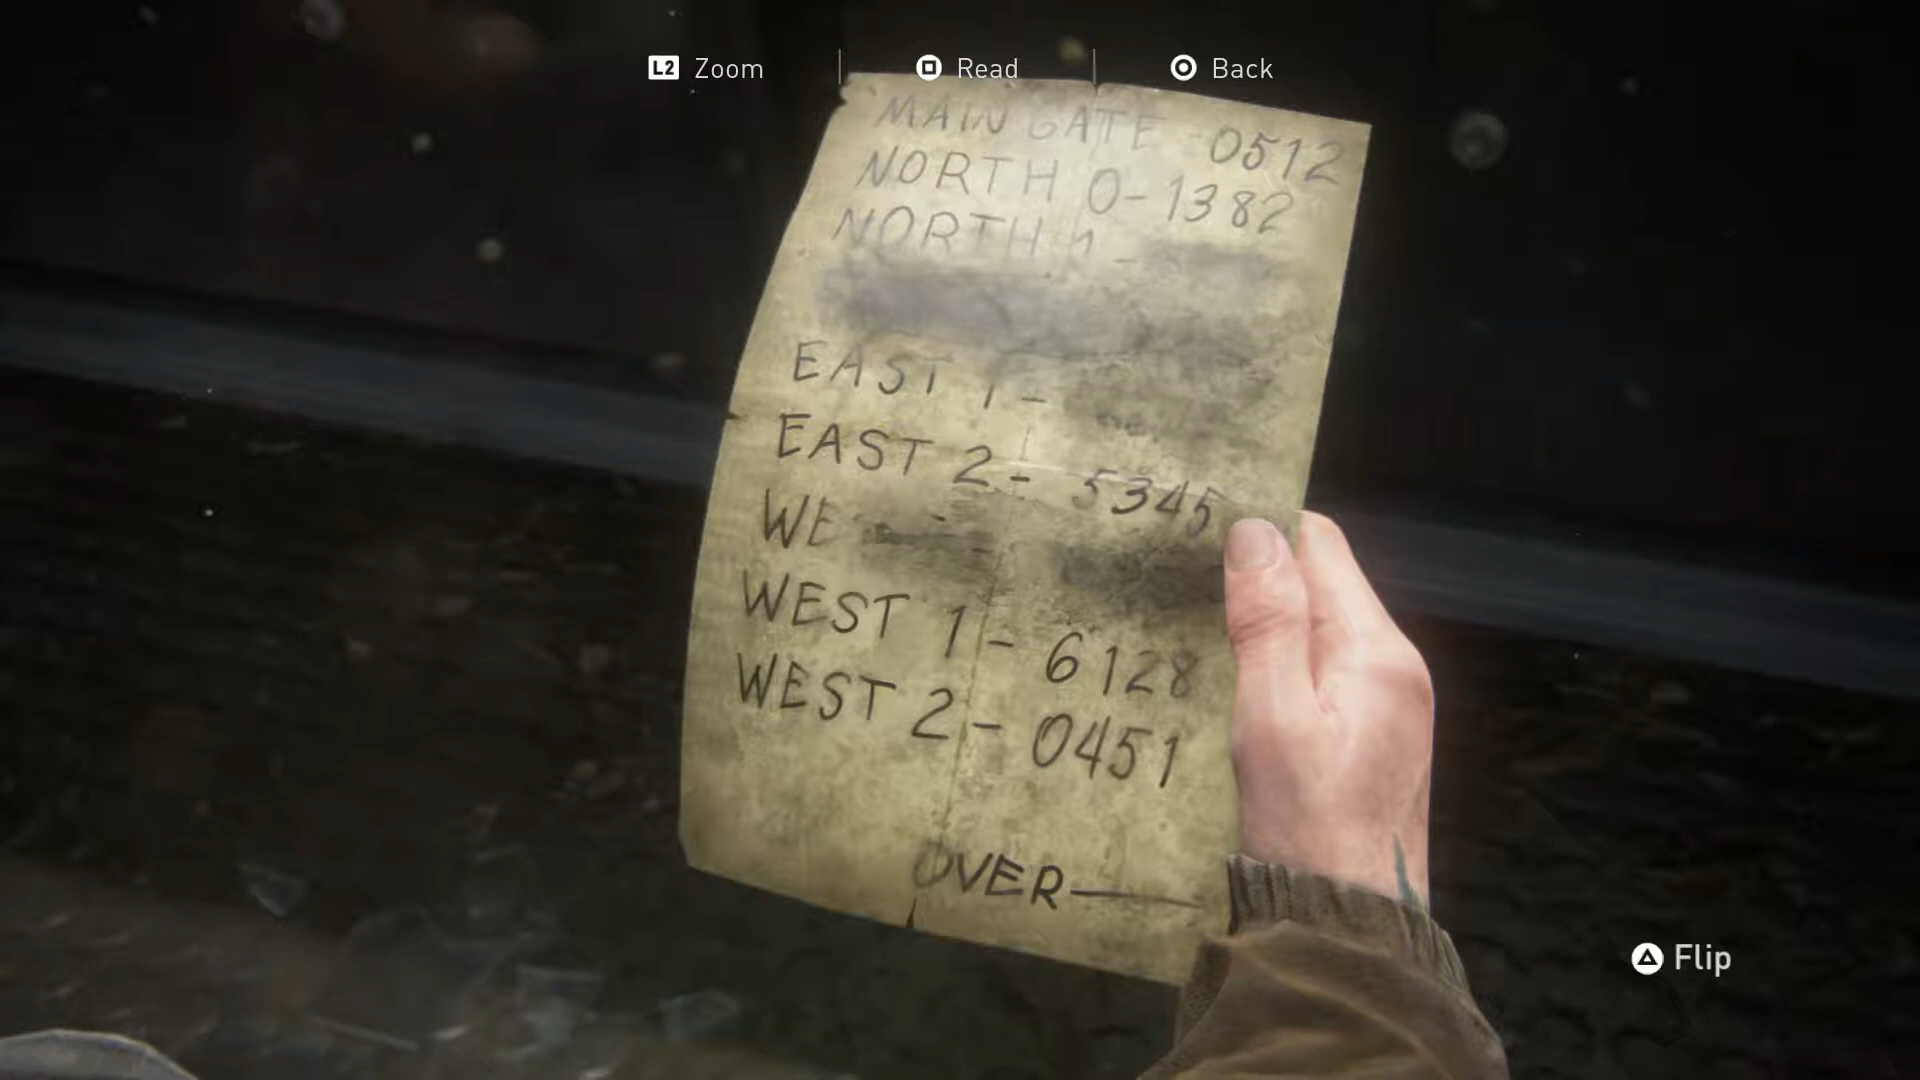 L2 Zoom
Read
Back
MAIN GATE 0512
NORTH 0-1382
NORTH 1 -
EAST 1 -
EAST 2 - 5345
WE
WEST 1 - 6128
WEST 2 - 0451
OVER
Flip